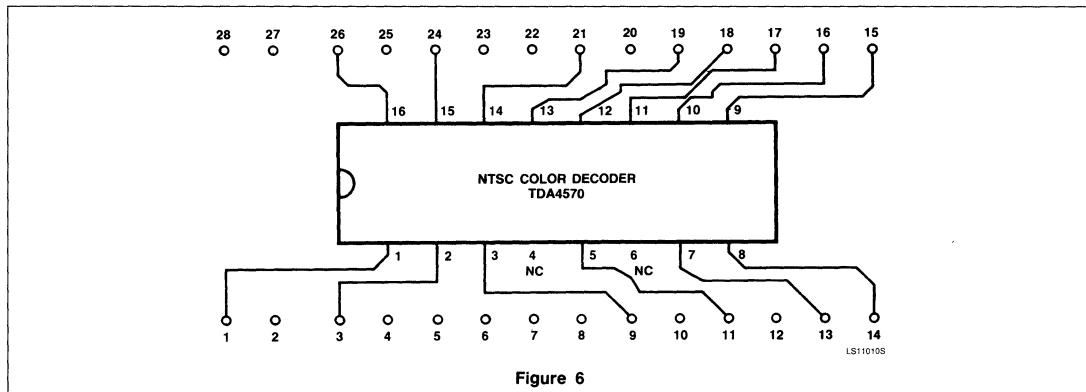 28 27 26 25 24 23 22 21 20 19 18 17 16 15
16 15 14 13 12 11 10 9
NTSC COLOR DECODER
TDA4570
1 2 3 4 5 6 7 8
NC NC
1 2 3 4 5 6 7 8 9 10 11 12 13 14
LS11010S
Figure 6